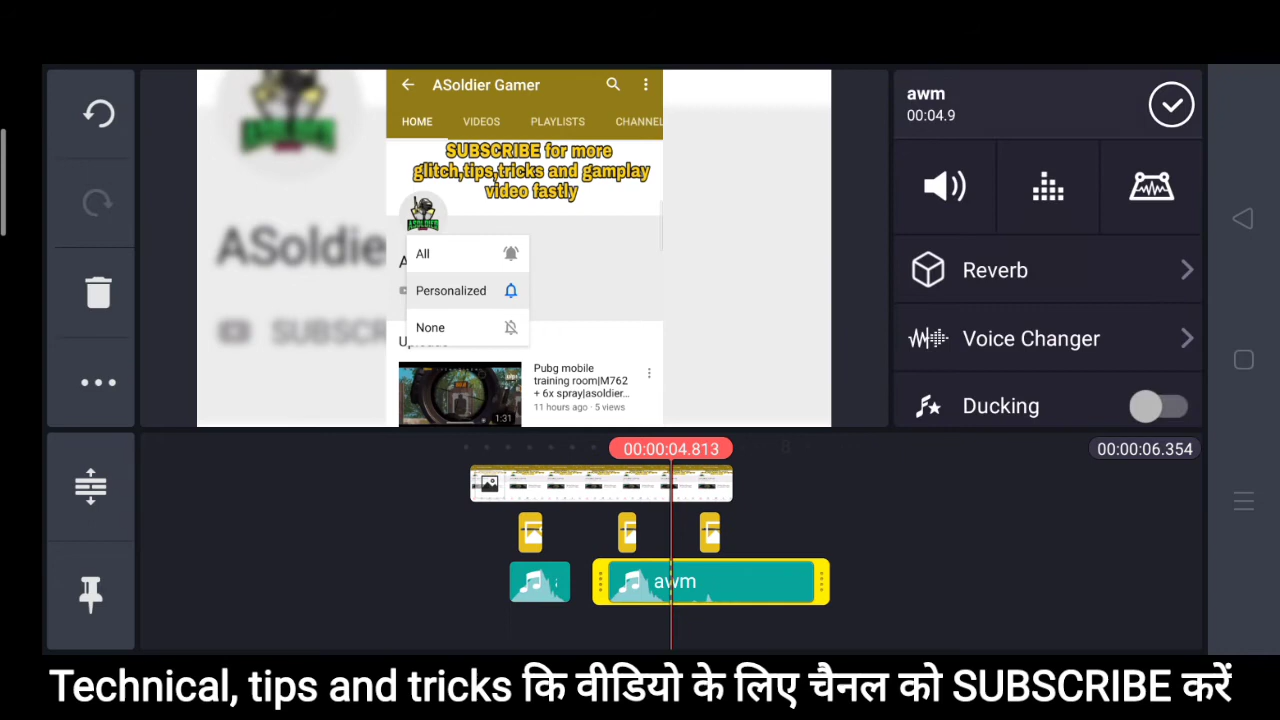 ASoldier Gamer
HOME VIDEOS PLAYLISTS CHANNEL
SUBSCRIBE for more
glitch,tips,tricks and gamplay
video fastly
ASOLDIER
ASoldie
SUBSCR
All
Personalized
None
Pubg mobile
training room|M762
+ 6x spray|asoldier...
11 hours ago · 5 views
1:31
awm
00:04.9
Reverb
Voice Changer
Ducking
00:00:04.813
00:00:06.354
awm
Technical, tips and tricks कि वीडियो के लिए चैनल को SUBSCRIBE करें